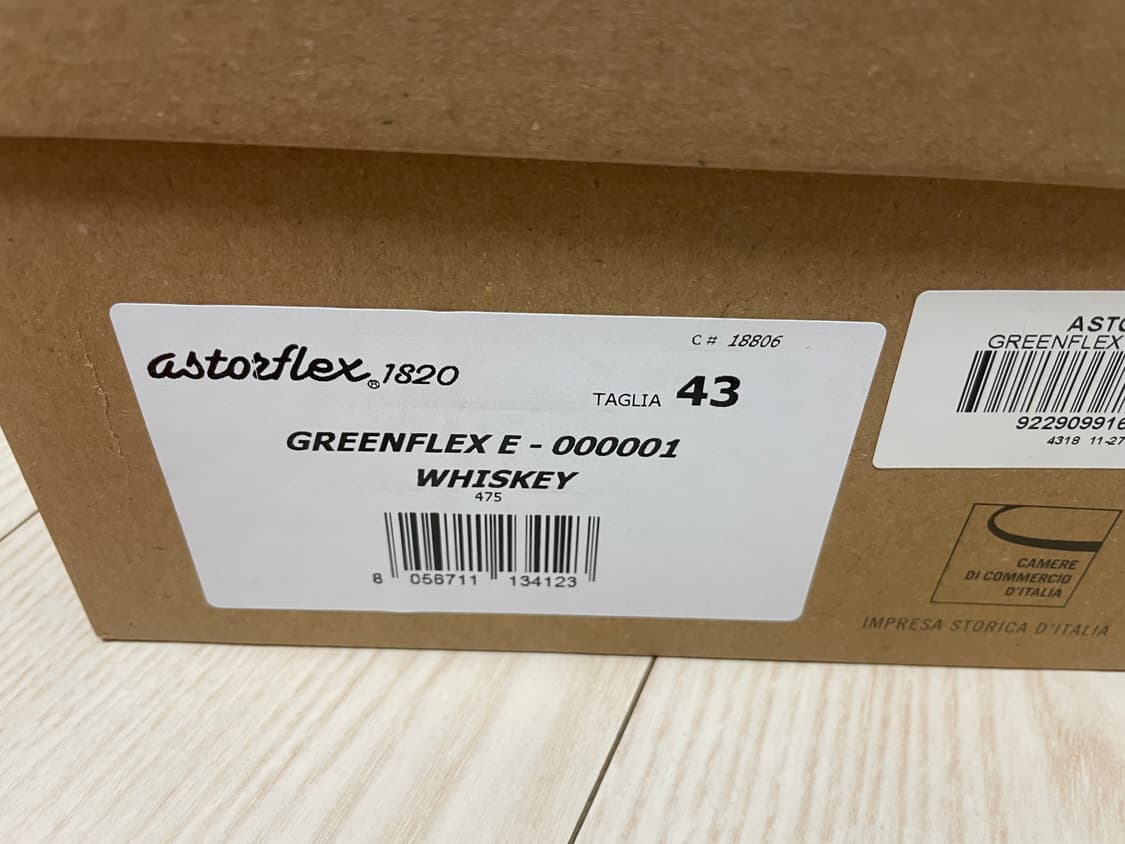 astorflex® 1820
C # 18806
TAGLIA 43
GREENFLEX E - 000001
WHISKEY
475
8 056711 134123
ASTO
GREENFLEX
922909916
4318 11-27
CAMERE
DI COMMERCIO
D'ITALIA
IMPRESA STORICA D'ITALIA